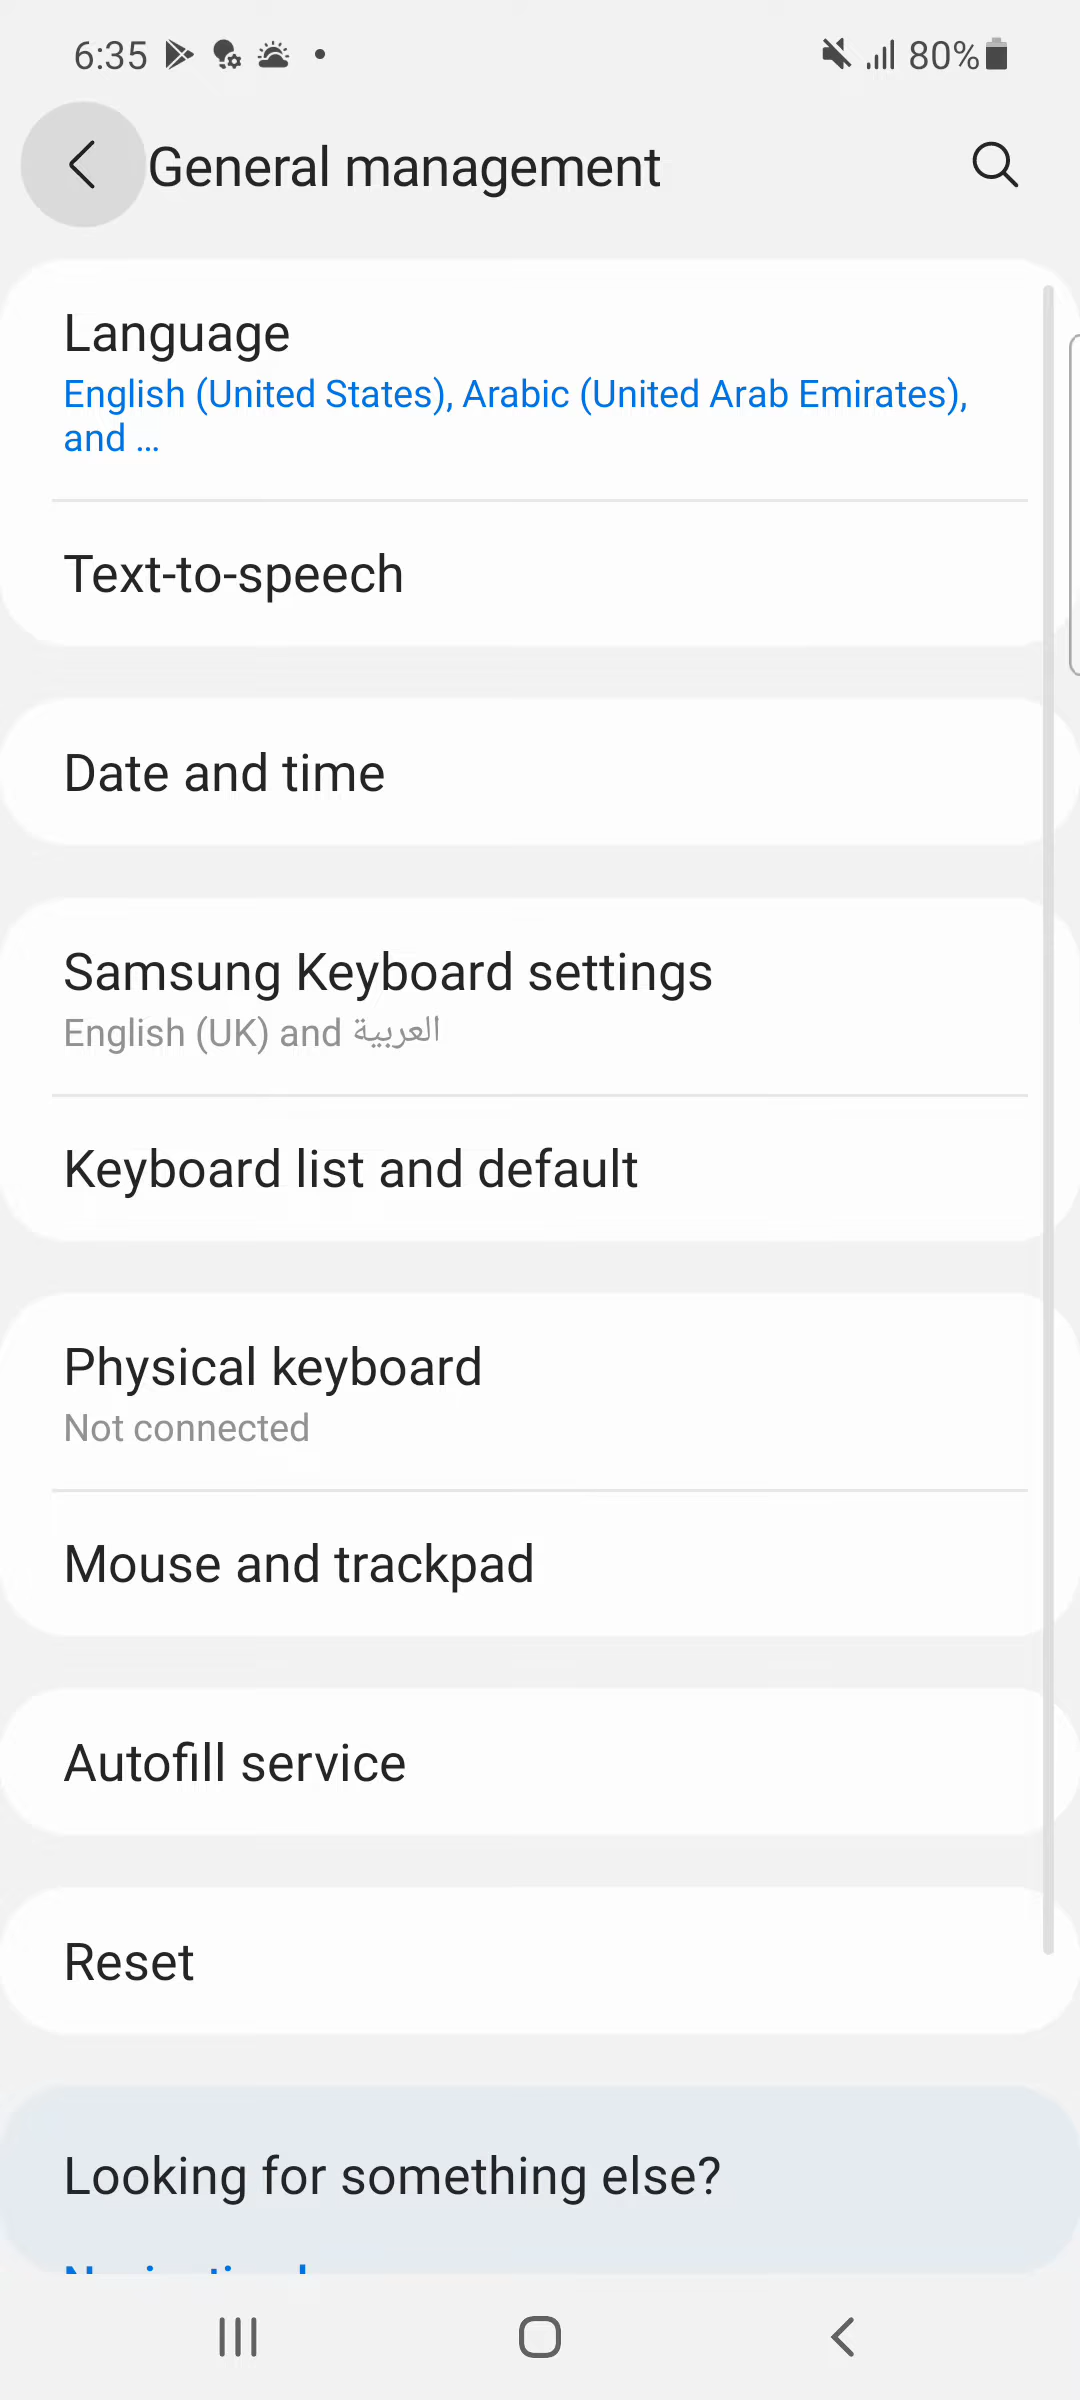 6:35 80%
General management
Language
English (United States), Arabic (United Arab Emirates),
and ...
Text-to-speech
Date and time
Samsung Keyboard settings
English (UK) and العربية
Keyboard list and default
Physical keyboard
Not connected
Mouse and trackpad
Autofill service
Reset
Looking for something else?